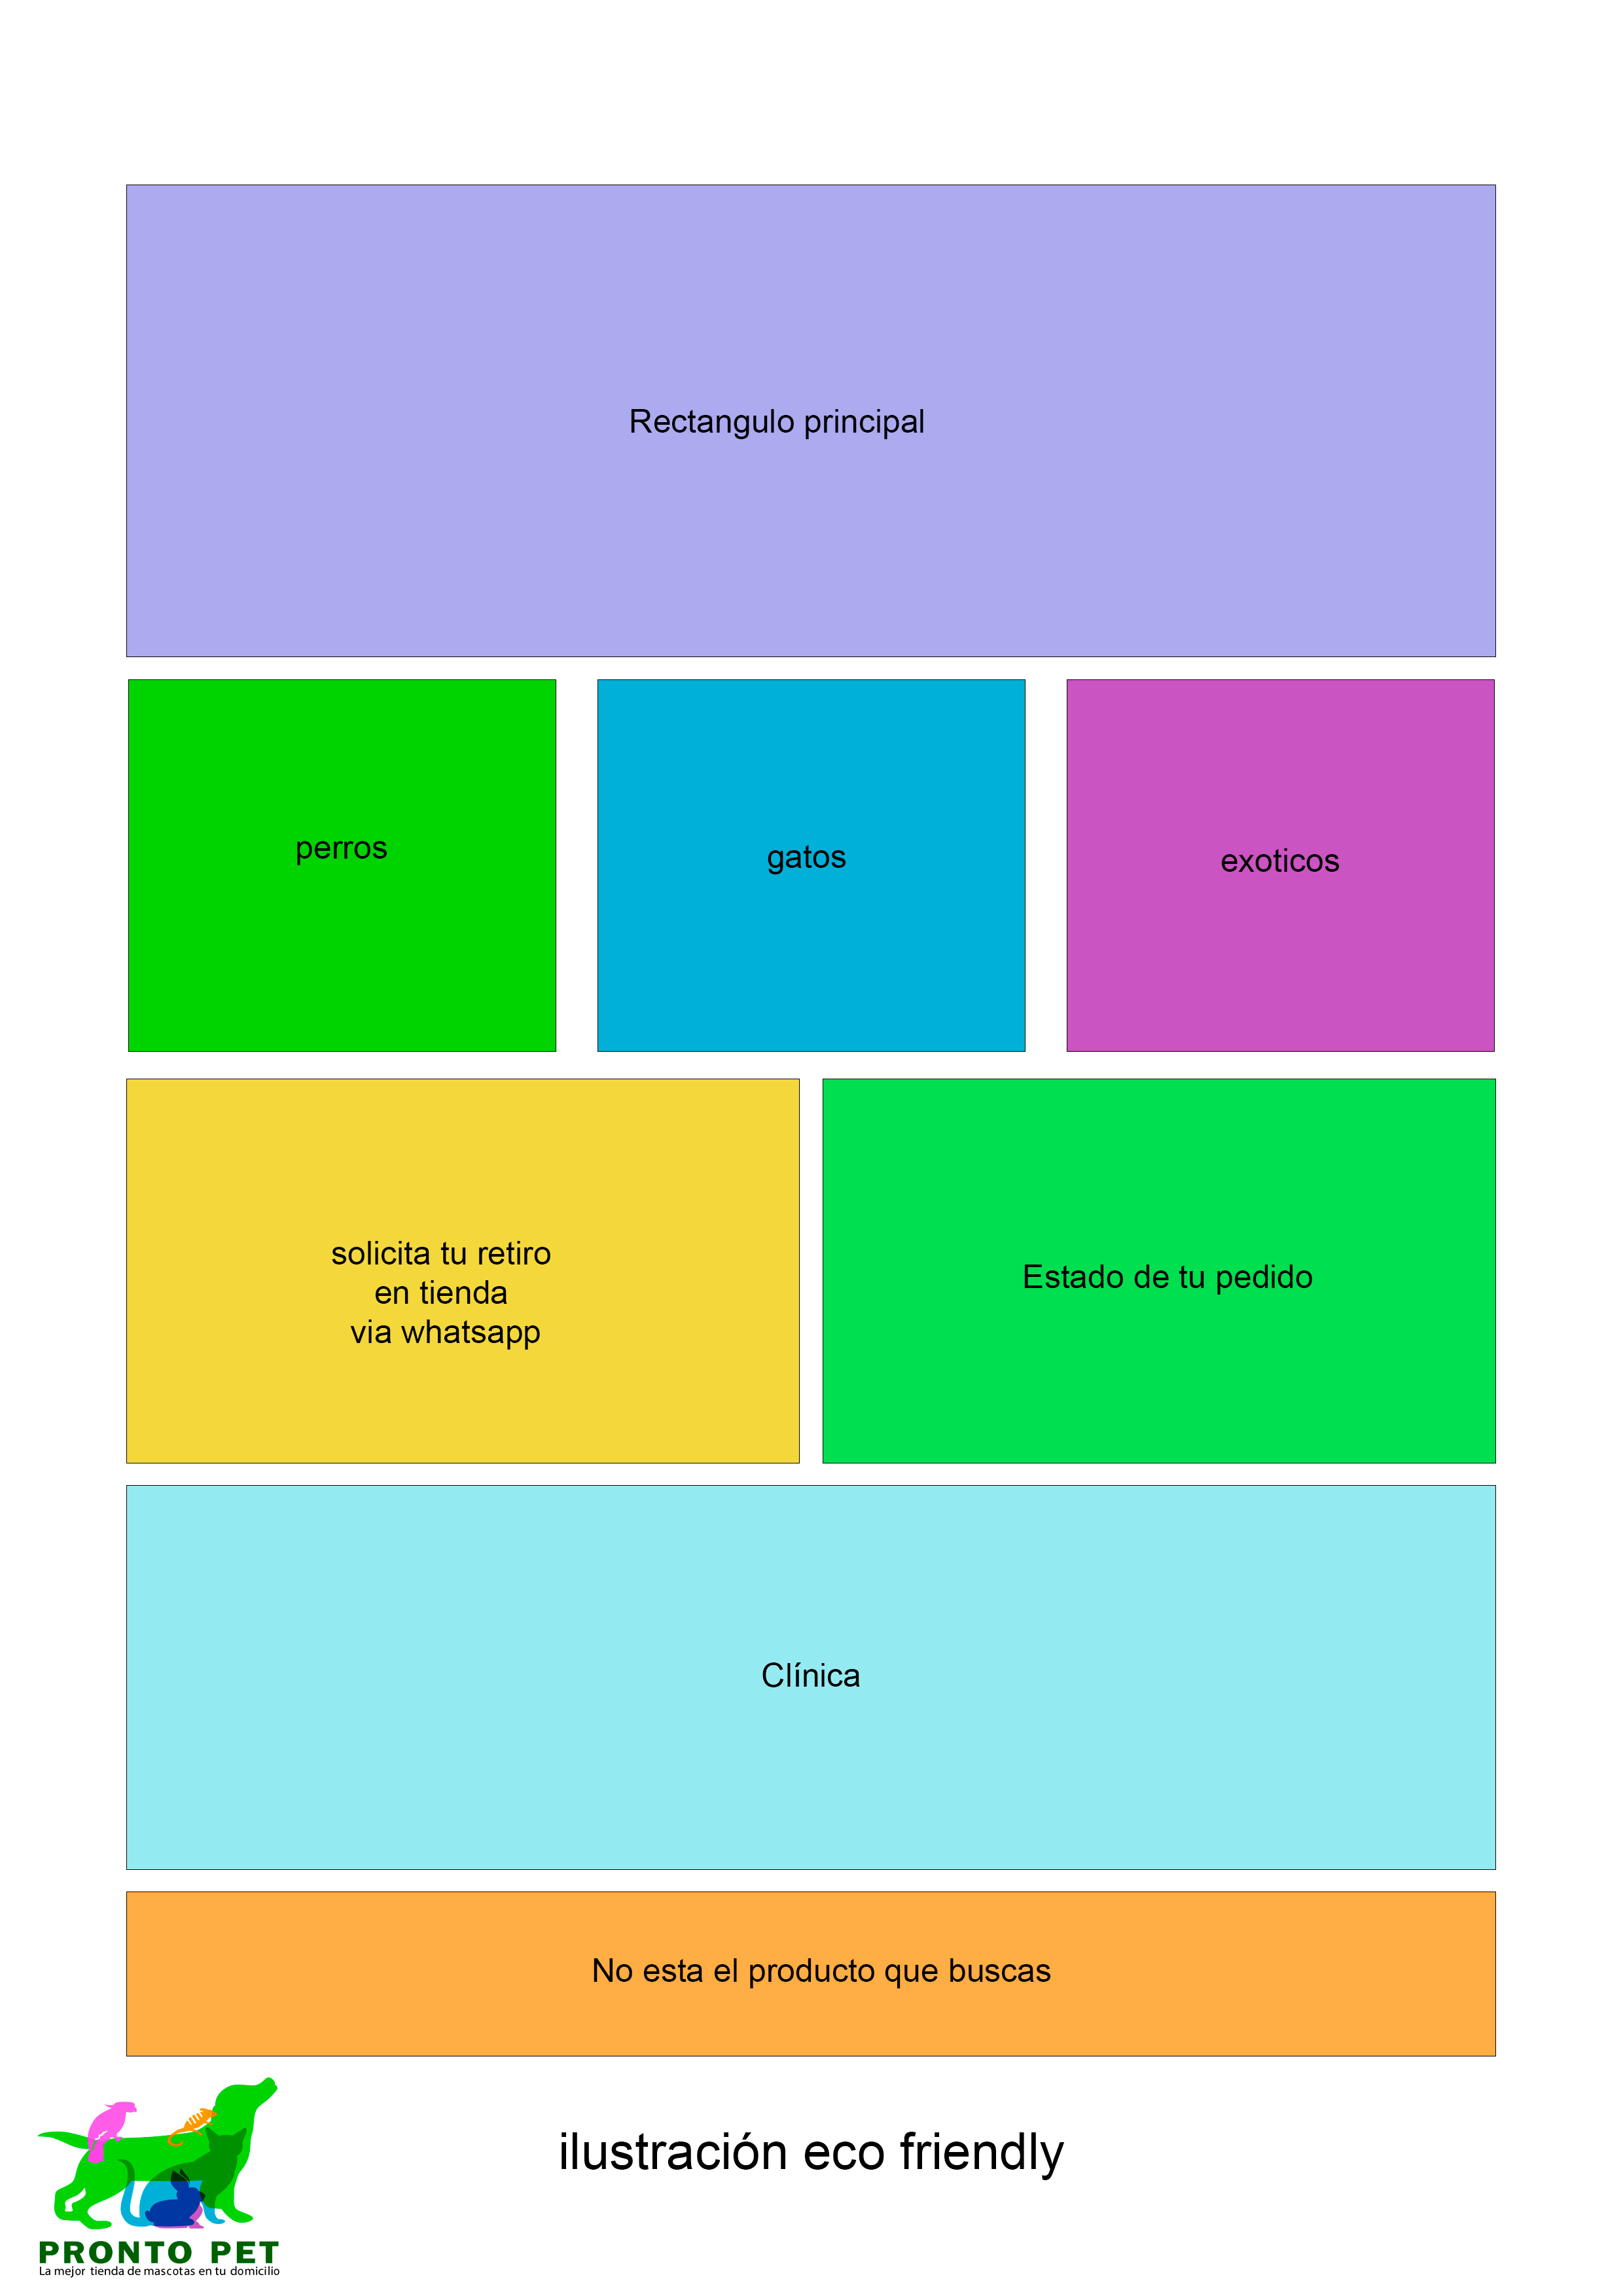 Rectangulo principal
perros
gatos
exoticos
solicita tu retiro
en tienda
via whatsapp
Estado de tu pedido
Clínica
No esta el producto que buscas
ilustración eco friendly
PRONTO PET
La mejor tienda de mascotas en tu domicilio